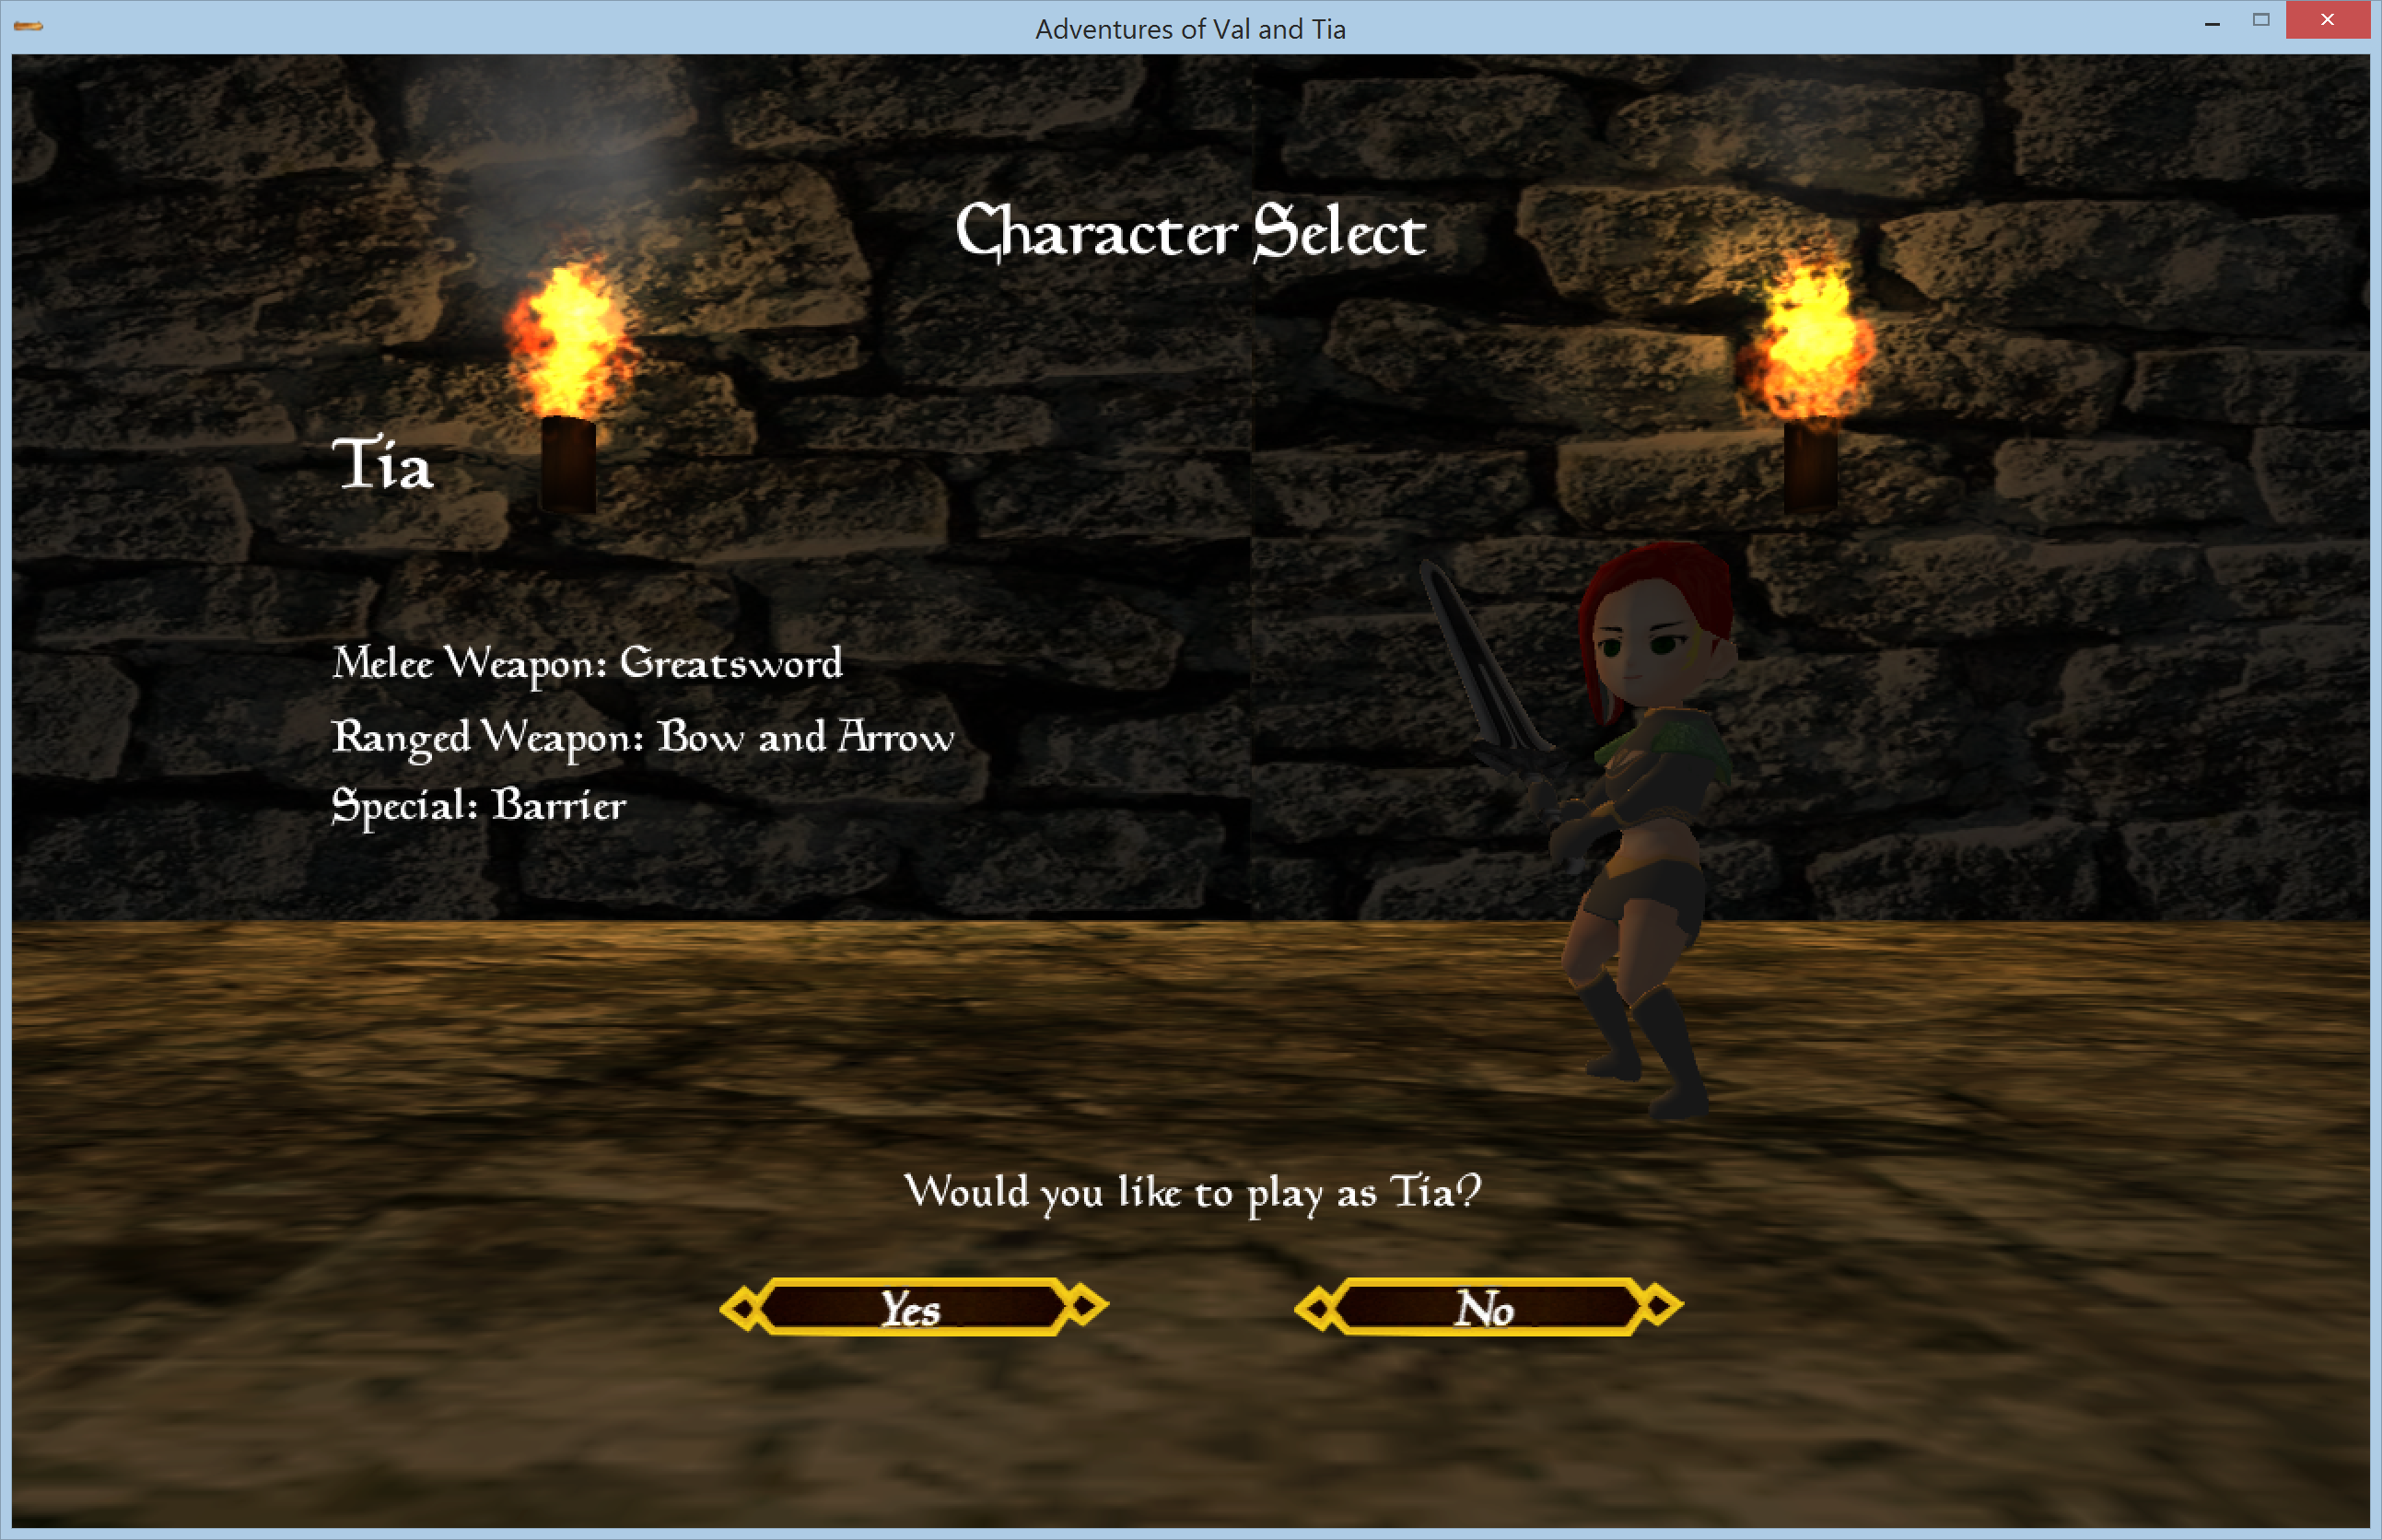 Adventures of Val and Tia
Character Select
Tia
Melee Weapon: Greatsword
Ranged Weapon: Bow and Arrow
Special: Barrier
Would you like to play as Tia?
Yes
No